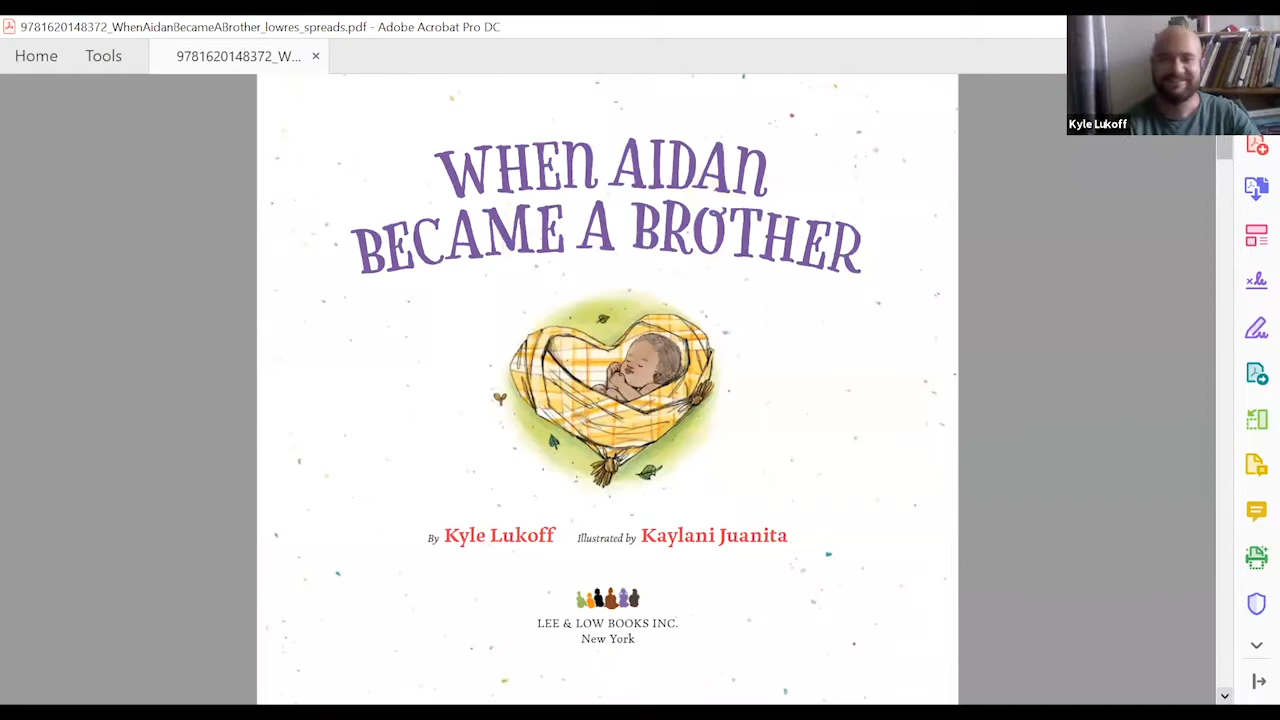 9781620148372_WhenAidanBecameABrother_lowres_spreads.pdf - Adobe Acrobat Pro DC
Home Tools 9781620148372_W... ×
Kyle Lukoff
WHEN AIDAN
BECAME A BROTHER
By Kyle Lukoff Illustrated by Kaylani Juanita
LEE & LOW BOOKS INC.
New York